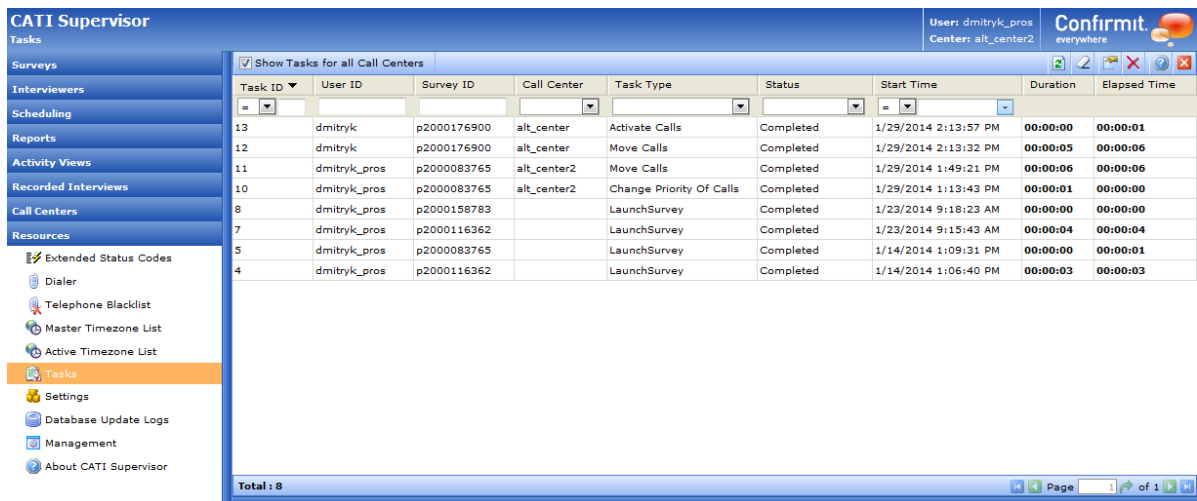 CATI Supervisor
Tasks
User: dmitryk_pros
Center: alt_center2
Confirmit.
everywhere
Surveys
Interviewers
Scheduling
Reports
Activity Views
Recorded Interviews
Call Centers
Resources
Extended Status Codes
Dialer
Telephone Blacklist
Master Timezone List
Active Timezone List
Tasks
Settings
Database Update Logs
Management
About CATI Supervisor
Show Tasks for all Call Centers
Task ID User ID Survey ID Call Center Task Type Status Start Time Duration Elapsed Time
= =
13 dmitryk p2000176900 alt_center Activate Calls Completed 1/29/2014 2:13:57 PM 00:00:00 00:00:01
12 dmitryk p2000176900 alt_center Move Calls Completed 1/29/2014 2:13:32 PM 00:00:05 00:00:06
11 dmitryk_pros p2000083765 alt_center2 Move Calls Completed 1/29/2014 1:49:21 PM 00:00:06 00:00:06
10 dmitryk_pros p2000083765 alt_center2 Change Priority Of Calls Completed 1/29/2014 1:13:43 PM 00:00:01 00:00:00
8 dmitryk_pros p2000158783 LaunchSurvey Completed 1/23/2014 9:18:23 AM 00:00:00 00:00:00
7 dmitryk_pros p2000116362 LaunchSurvey Completed 1/23/2014 9:15:43 AM 00:00:04 00:00:04
5 dmitryk_pros p2000083765 LaunchSurvey Completed 1/14/2014 1:09:31 PM 00:00:00 00:00:01
4 dmitryk_pros p2000116362 LaunchSurvey Completed 1/14/2014 1:06:40 PM 00:00:03 00:00:03
Total : 8
Page 1 of 1